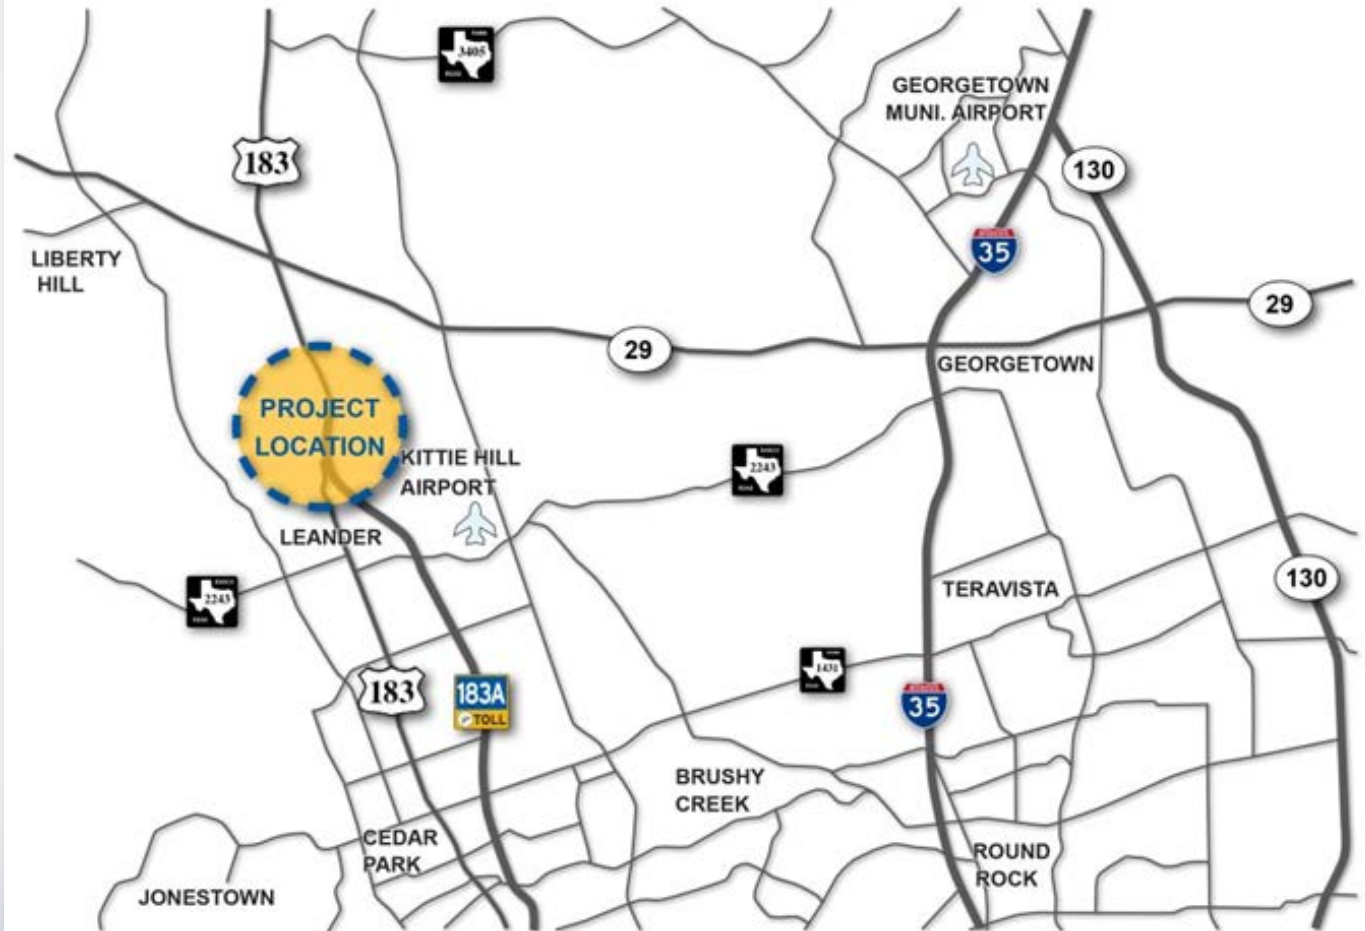 3405
GEORGETOWN
MUNI. AIRPORT
183
130
35
LIBERTY
HILL
29
29
GEORGETOWN
PROJECT
LOCATION
KITTIE HILL
AIRPORT
2243
LEANDER
2243
TERAVISTA
130
1431
183
183A
TOLL
35
BRUSHY
CREEK
CEDAR
PARK
ROUND
ROCK
JONESTOWN